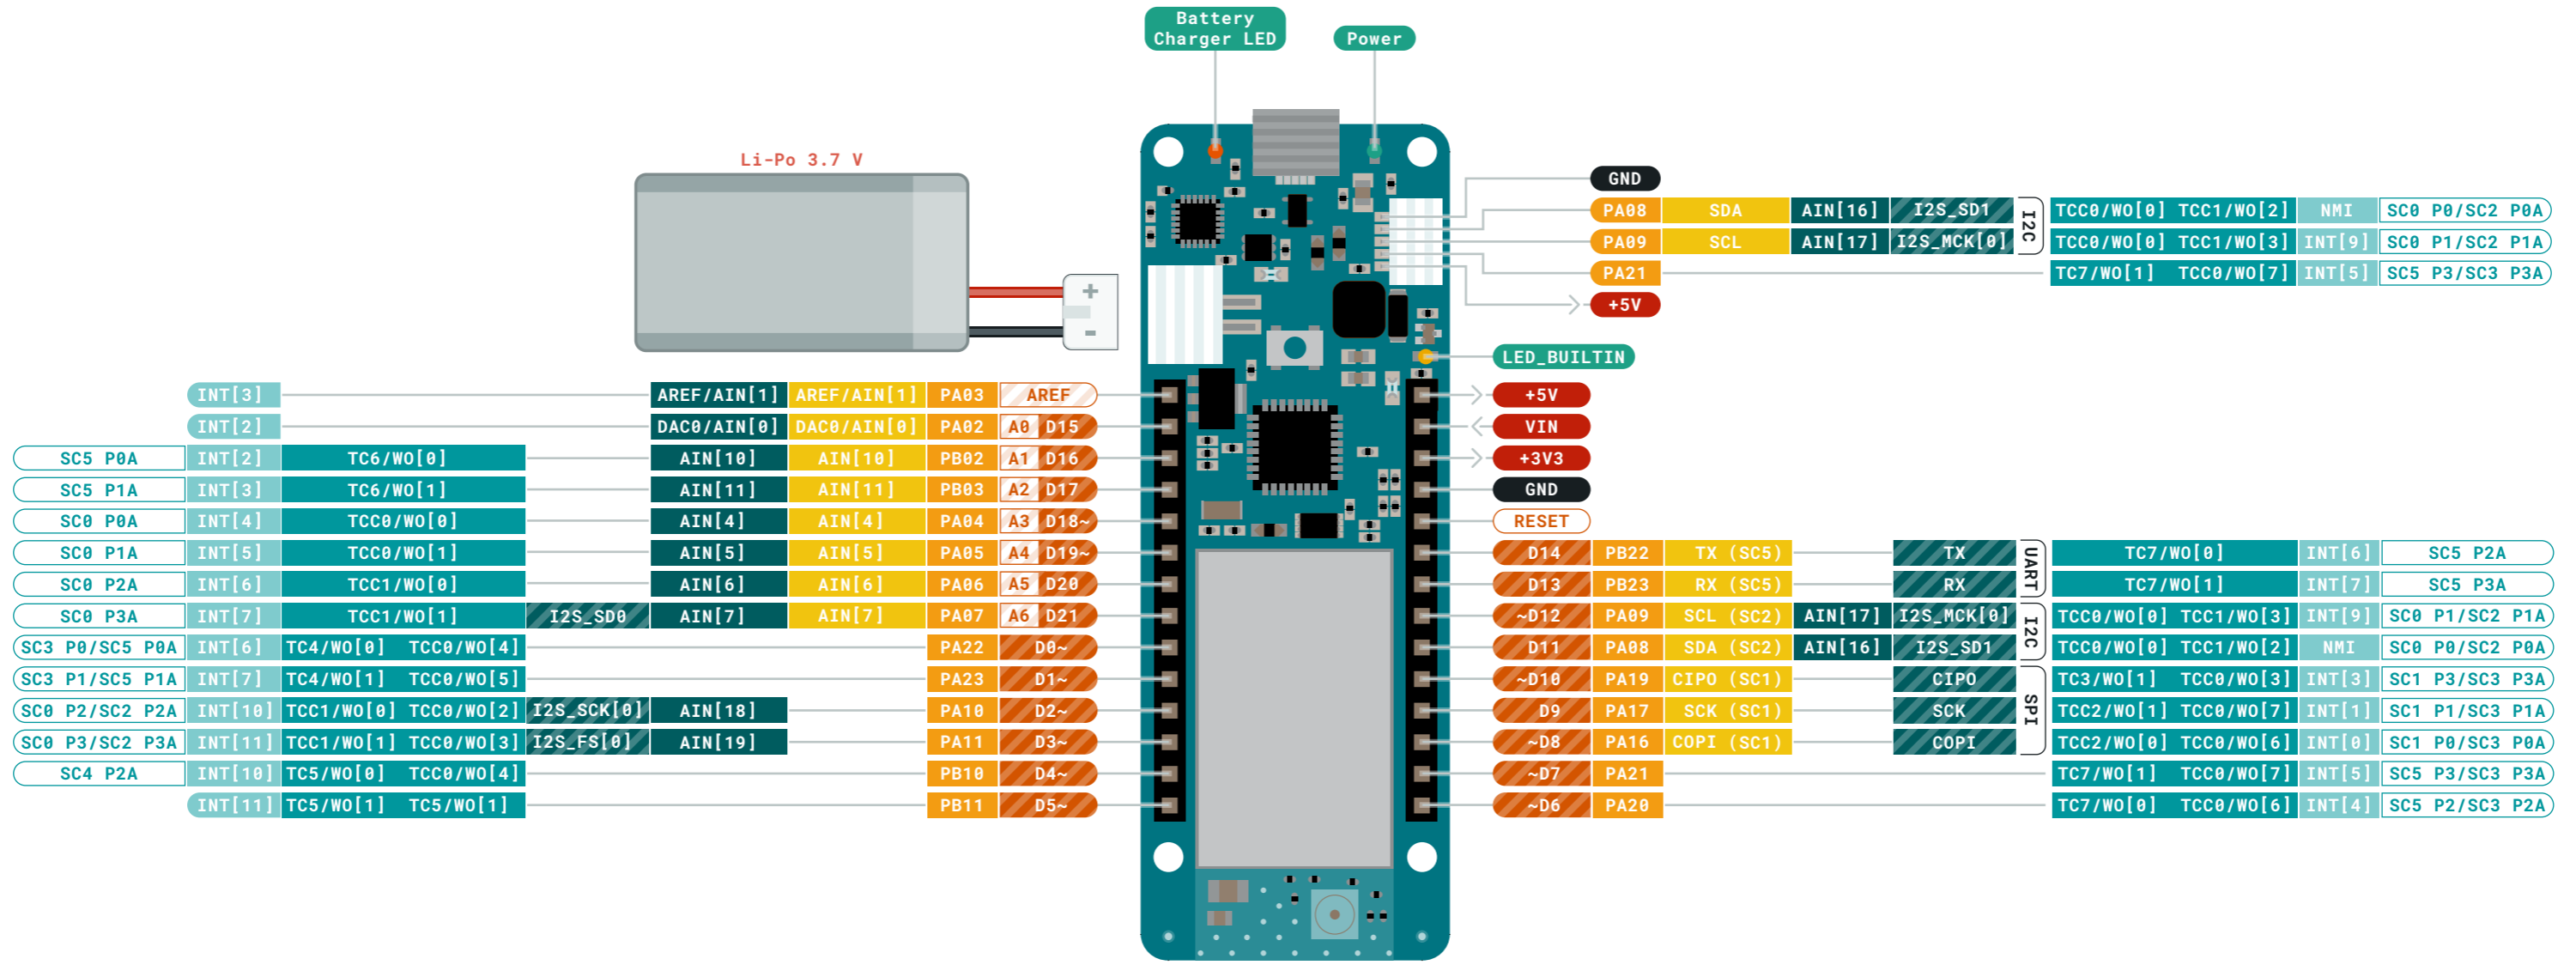 Battery
Charger LED
Power
Li-Po 3.7 V
+
-
GND
PA08 SDA AIN[16] I2S_SD1 TCC0/WO[0] TCC1/WO[2] NMI SC0 P0/SC2 P0A
PA09 SCL AIN[17] I2S_MCK[0] TCC0/WO[0] TCC1/WO[3] INT[9] SC0 P1/SC2 P1A
I2C
PA21 TC7/WO[1] TCC0/WO[7] INT[5] SC5 P3/SC3 P3A
+5V
LED_BUILTIN
INT[3] AREF/AIN[1] AREF/AIN[1] PA03 AREF
INT[2] DAC0/AIN[0] DAC0/AIN[0] PA02 A0 D15
SC5 P0A INT[2] TC6/WO[0] AIN[10] AIN[10] PB02 A1 D16
SC5 P1A INT[3] TC6/WO[1] AIN[11] AIN[11] PB03 A2 D17
SC0 P0A INT[4] TCC0/WO[0] AIN[4] AIN[4] PA04 A3 D18~
SC0 P1A INT[5] TCC0/WO[1] AIN[5] AIN[5] PA05 A4 D19~
SC0 P2A INT[6] TCC1/WO[0] AIN[6] AIN[6] PA06 A5 D20
SC0 P3A INT[7] TCC1/WO[1] I2S_SD0 AIN[7] AIN[7] PA07 A6 D21
SC3 P0/SC5 P0A INT[6] TC4/WO[0] TCC0/WO[4] PA22 D0~
SC3 P1/SC5 P1A INT[7] TC4/WO[1] TCC0/WO[5] PA23 D1~
SC0 P2/SC2 P2A INT[10] TCC1/WO[0] TCC0/WO[2] I2S_SCK[0] AIN[18] PA10 D2~
SC0 P3/SC2 P3A INT[11] TCC1/WO[1] TCC0/WO[3] I2S_FS[0] AIN[19] PA11 D3~
SC4 P2A INT[10] TC5/WO[0] TCC0/WO[4] PB10 D4~
INT[11] TC5/WO[1] TC5/WO[1] PB11 D5~
+5V
VIN
+3V3
GND
RESET
D14 PB22 TX (SC5) TX TC7/WO[0] INT[6] SC5 P2A
D13 PB23 RX (SC5) RX TC7/WO[1] INT[7] SC5 P3A
UART
~D12 PA09 SCL (SC2) AIN[17] I2S_MCK[0] TCC0/WO[0] TCC1/WO[3] INT[9] SC0 P1/SC2 P1A
D11 PA08 SDA (SC2) AIN[16] I2S_SD1 TCC0/WO[0] TCC1/WO[2] NMI SC0 P0/SC2 P0A
I2C
~D10 PA19 CIPO (SC1) CIPO TC3/WO[1] TCC0/WO[3] INT[3] SC1 P3/SC3 P3A
D9 PA17 SCK (SC1) SCK TCC2/WO[1] TCC0/WO[7] INT[1] SC1 P1/SC3 P1A
~D8 PA16 COPI (SC1) COPI TCC2/WO[0] TCC0/WO[6] INT[0] SC1 P0/SC3 P0A
SPI
~D7 PA21 TC7/WO[1] TCC0/WO[7] INT[5] SC5 P3/SC3 P3A
~D6 PA20 TC7/WO[0] TCC0/WO[6] INT[4] SC5 P2/SC3 P2A